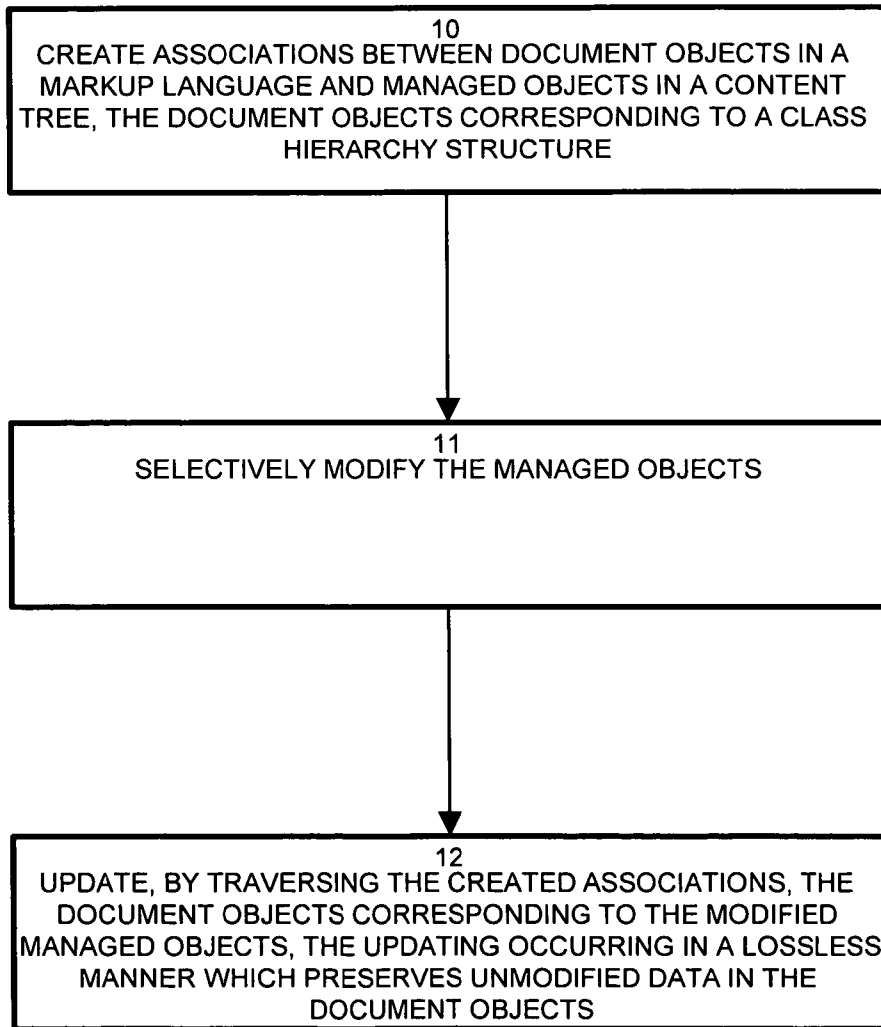 10
CREATE ASSOCIATIONS BETWEEN DOCUMENT OBJECTS IN A
MARKUP LANGUAGE AND MANAGED OBJECTS IN A CONTENT
TREE, THE DOCUMENT OBJECTS CORRESPONDING TO A CLASS
HIERARCHY STRUCTURE
11
SELECTIVELY MODIFY THE MANAGED OBJECTS
12
UPDATE, BY TRAVERSING THE CREATED ASSOCIATIONS, THE
DOCUMENT OBJECTS CORRESPONDING TO THE MODIFIED
MANAGED OBJECTS, THE UPDATING OCCURRING IN A LOSSLESS
MANNER WHICH PRESERVES UNMODIFIED DATA IN THE
DOCUMENT OBJECTS